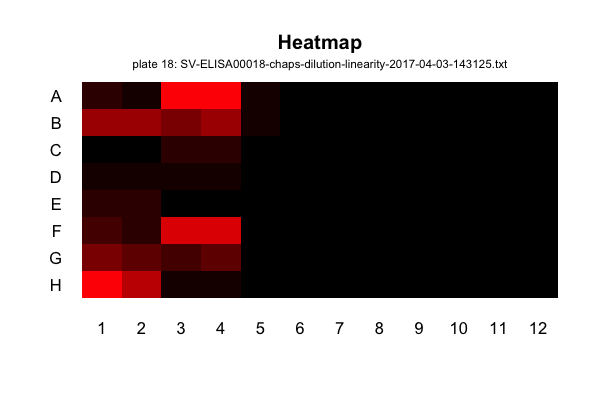 Heatmap
plate 18: SV-ELISA00018-chaps-dilution-linearity-2017-04-03-143125.txt
A
B
C
D
E
F
G
H
1 2 3 4 5 6 7 8 9 10 11 12